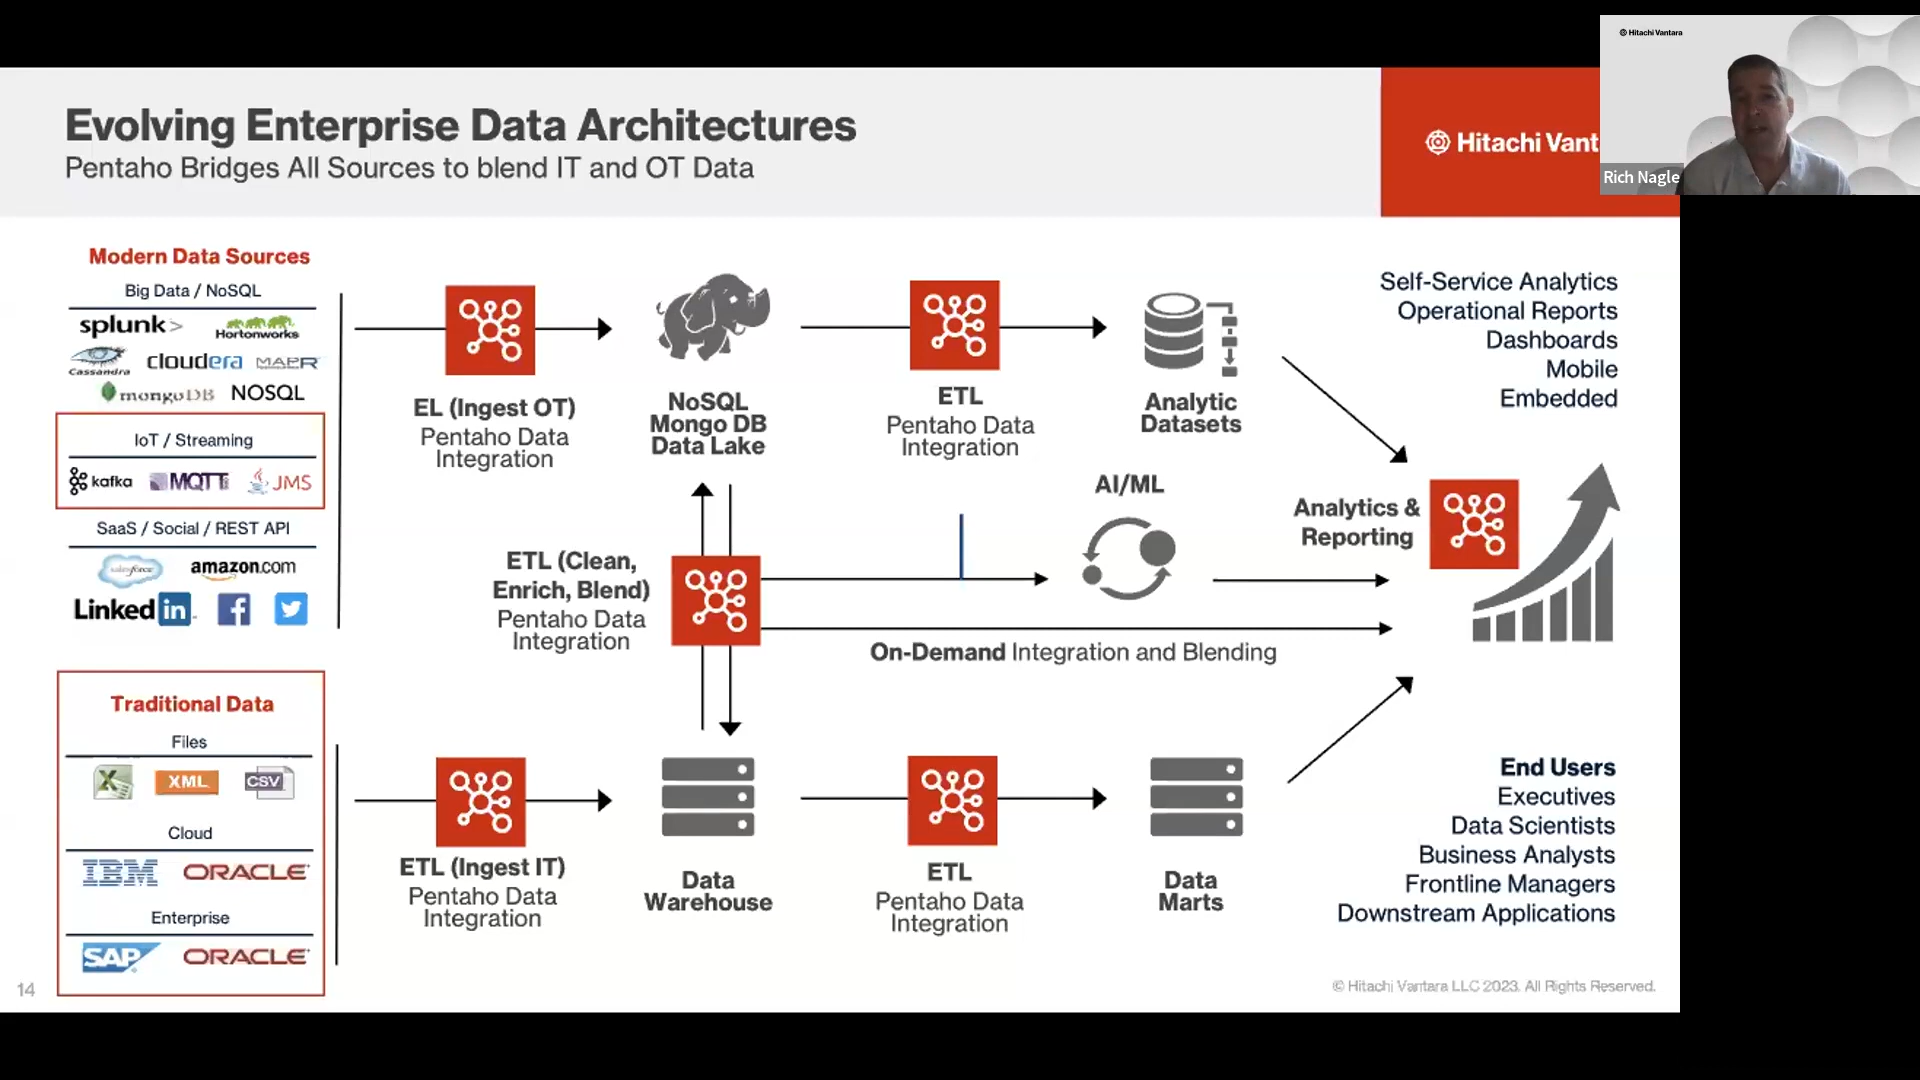 Hitachi Vantara
Evolving Enterprise Data Architectures
Pentaho Bridges All Sources to blend IT and OT Data
Hitachi Vant
Rich Nagle
Modern Data Sources
Big Data / NoSQL
splunk>
Hortonworks
Cassandra
cloudera
MAPR
mongoDB
NOSQL
IoT / Streaming
kafka
MQTT
JMS
SaaS / Social / REST API
salesforce
amazon.com
Linked in
EL (Ingest OT)
Pentaho Data
Integration
NoSQL
Mongo DB
Data Lake
ETL
Pentaho Data
Integration
Analytic
Datasets
Self-Service Analytics
Operational Reports
Dashboards
Mobile
Embedded
ETL (Clean,
Enrich, Blend)
Pentaho Data
Integration
AI/ML
On-Demand Integration and Blending
Analytics &
Reporting
Traditional Data
Files
X
XML
CSV
Cloud
IBM
ORACLE
Enterprise
SAP
ORACLE
ETL (Ingest IT)
Pentaho Data
Integration
Data
Warehouse
ETL
Pentaho Data
Integration
Data
Marts
End Users
Executives
Data Scientists
Business Analysts
Frontline Managers
Downstream Applications
14
© Hitachi Vantara LLC 2023. All Rights Reserved.